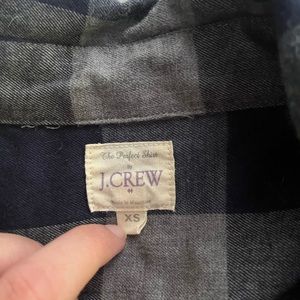 The Perfect Shirt
by
J.CREW
XS